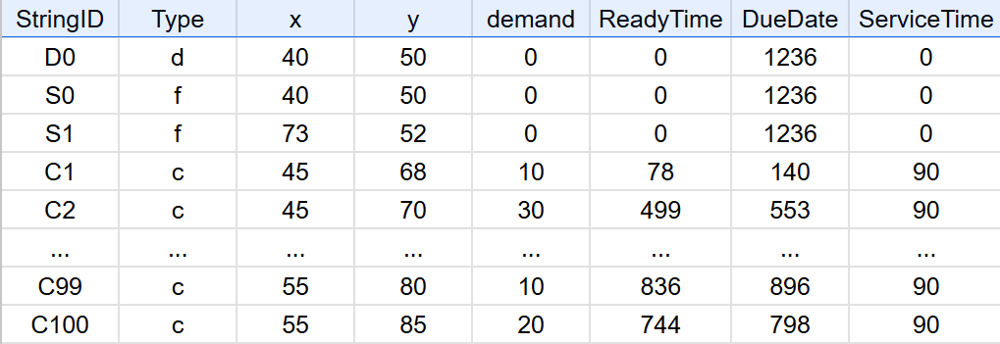 StringID Type x y demand ReadyTime DueDate ServiceTime
D0 d 40 50 0 0 1236 0
S0 f 40 50 0 0 1236 0
S1 f 73 52 0 0 1236 0
C1 c 45 68 10 78 140 90
C2 c 45 70 30 499 553 90
... ... ... ... ... ... ... ...
C99 c 55 80 10 836 896 90
C100 c 55 85 20 744 798 90